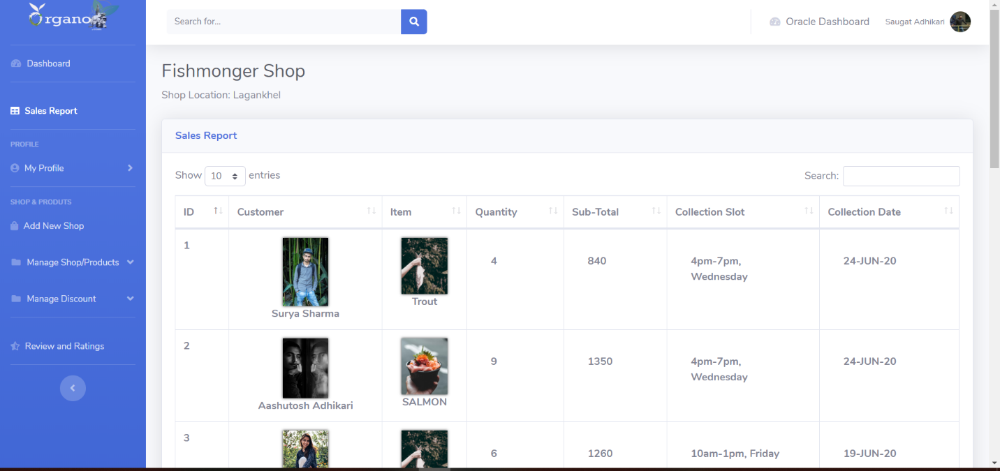 Organo
Search for...
Oracle Dashboard
Saugat Adhikari
Dashboard
Sales Report
PROFILE
My Profile
SHOP & PRODUTS
Add New Shop
Manage Shop/Products
Manage Discount
Review and Ratings
Fishmonger Shop
Shop Location: Lagankhel
Sales Report
Show 10 entries
Search:
ID Customer Item Quantity Sub-Total Collection Slot Collection Date
1 4 840 4pm-7pm, 24-JUN-20
Wednesday
Trout
Surya Sharma
2 9 1350 4pm-7pm, 24-JUN-20
Wednesday
SALMON
Aashutosh Adhikari
3 6 1260 10am-1pm, Friday 19-JUN-20